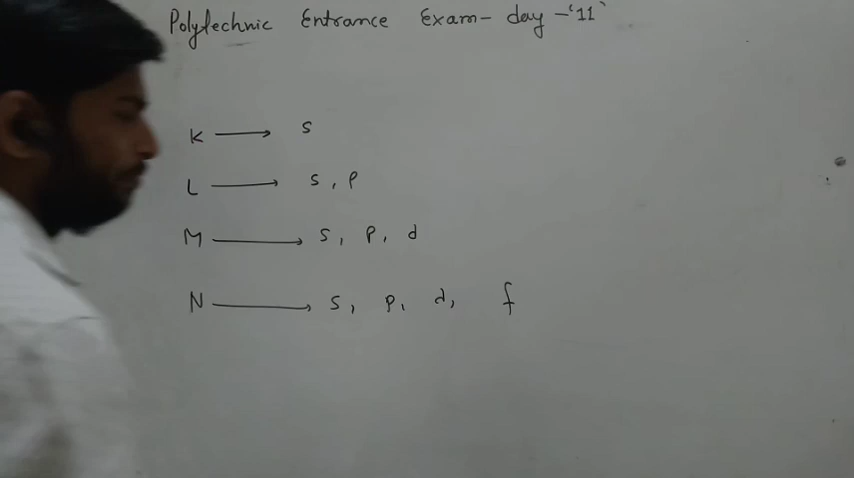 Polytechnic Entrance Exam- day -'11'
K ⟶ s
L ⟶ s, p
M ⟶ s, p, d
N ⟶ s, p, d, f